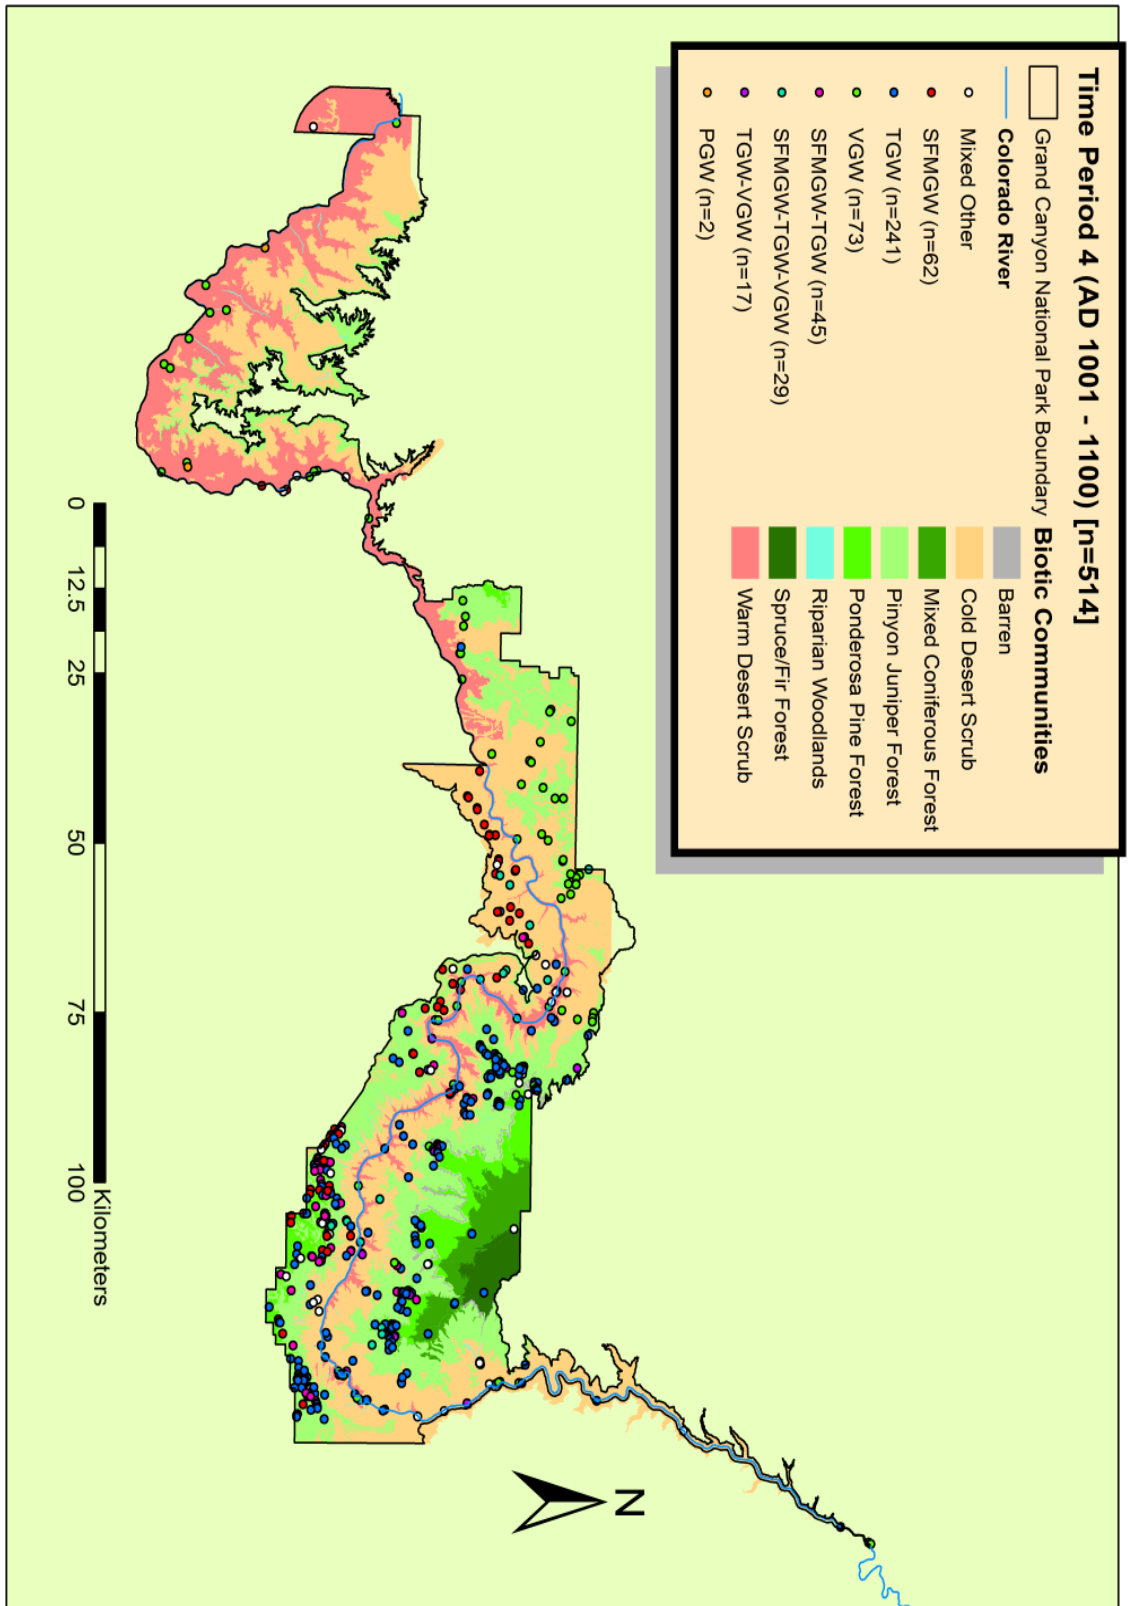 Time Period 4 (AD 1001 - 1100) [n=514]
Grand Canyon National Park Boundary
Colorado River
Mixed Other
SFMGW (n=62)
TGW (n=241)
VGW (n=73)
SFMGW-TGW (n=45)
SFMGW-TGW-VGW (n=29)
TGW-VGW (n=17)
PGW (n=2)
Biotic Communities
Barren
Cold Desert Scrub
Mixed Coniferous Forest
Pinyon Juniper Forest
Ponderosa Pine Forest
Riparian Woodlands
Spruce/Fir Forest
Warm Desert Scrub
N
0 12.5 25 50 75 100
Kilometers